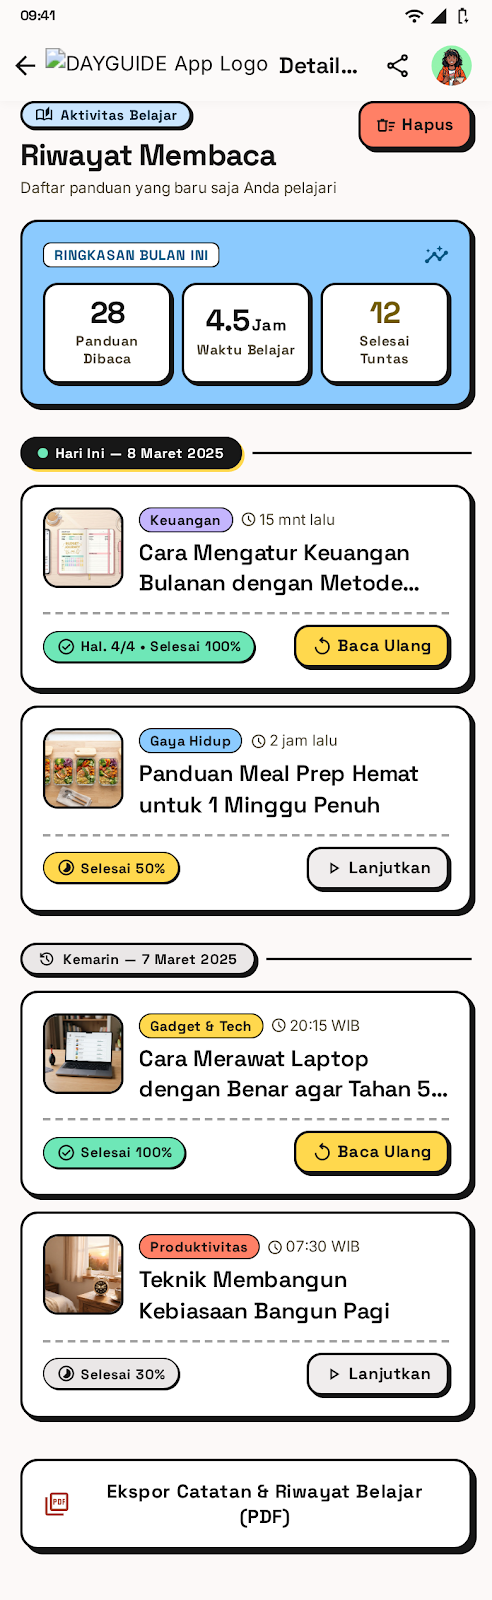 09:41
DAYGUIDE App Logo Detail...
Aktivitas Belajar
Hapus
Riwayat Membaca
Daftar panduan yang baru saja Anda pelajari
RINGKASAN BULAN INI
28
Panduan
Dibaca
4.5 Jam
Waktu Belajar
12
Selesai
Tuntas
Hari Ini — 8 Maret 2025
Keuangan 15 mnt lalu
Cara Mengatur Keuangan
Bulanan dengan Metode...
Hal. 4/4 • Selesai 100%
Baca Ulang
Gaya Hidup 2 jam lalu
Panduan Meal Prep Hemat
untuk 1 Minggu Penuh
Selesai 50%
Lanjutkan
Kemarin — 7 Maret 2025
Gadget & Tech 20:15 WIB
Cara Merawat Laptop
dengan Benar agar Tahan 5...
Selesai 100%
Baca Ulang
Produktivitas 07:30 WIB
Teknik Membangun
Kebiasaan Bangun Pagi
Selesai 30%
Lanjutkan
PDF
Ekspor Catatan & Riwayat Belajar
(PDF)